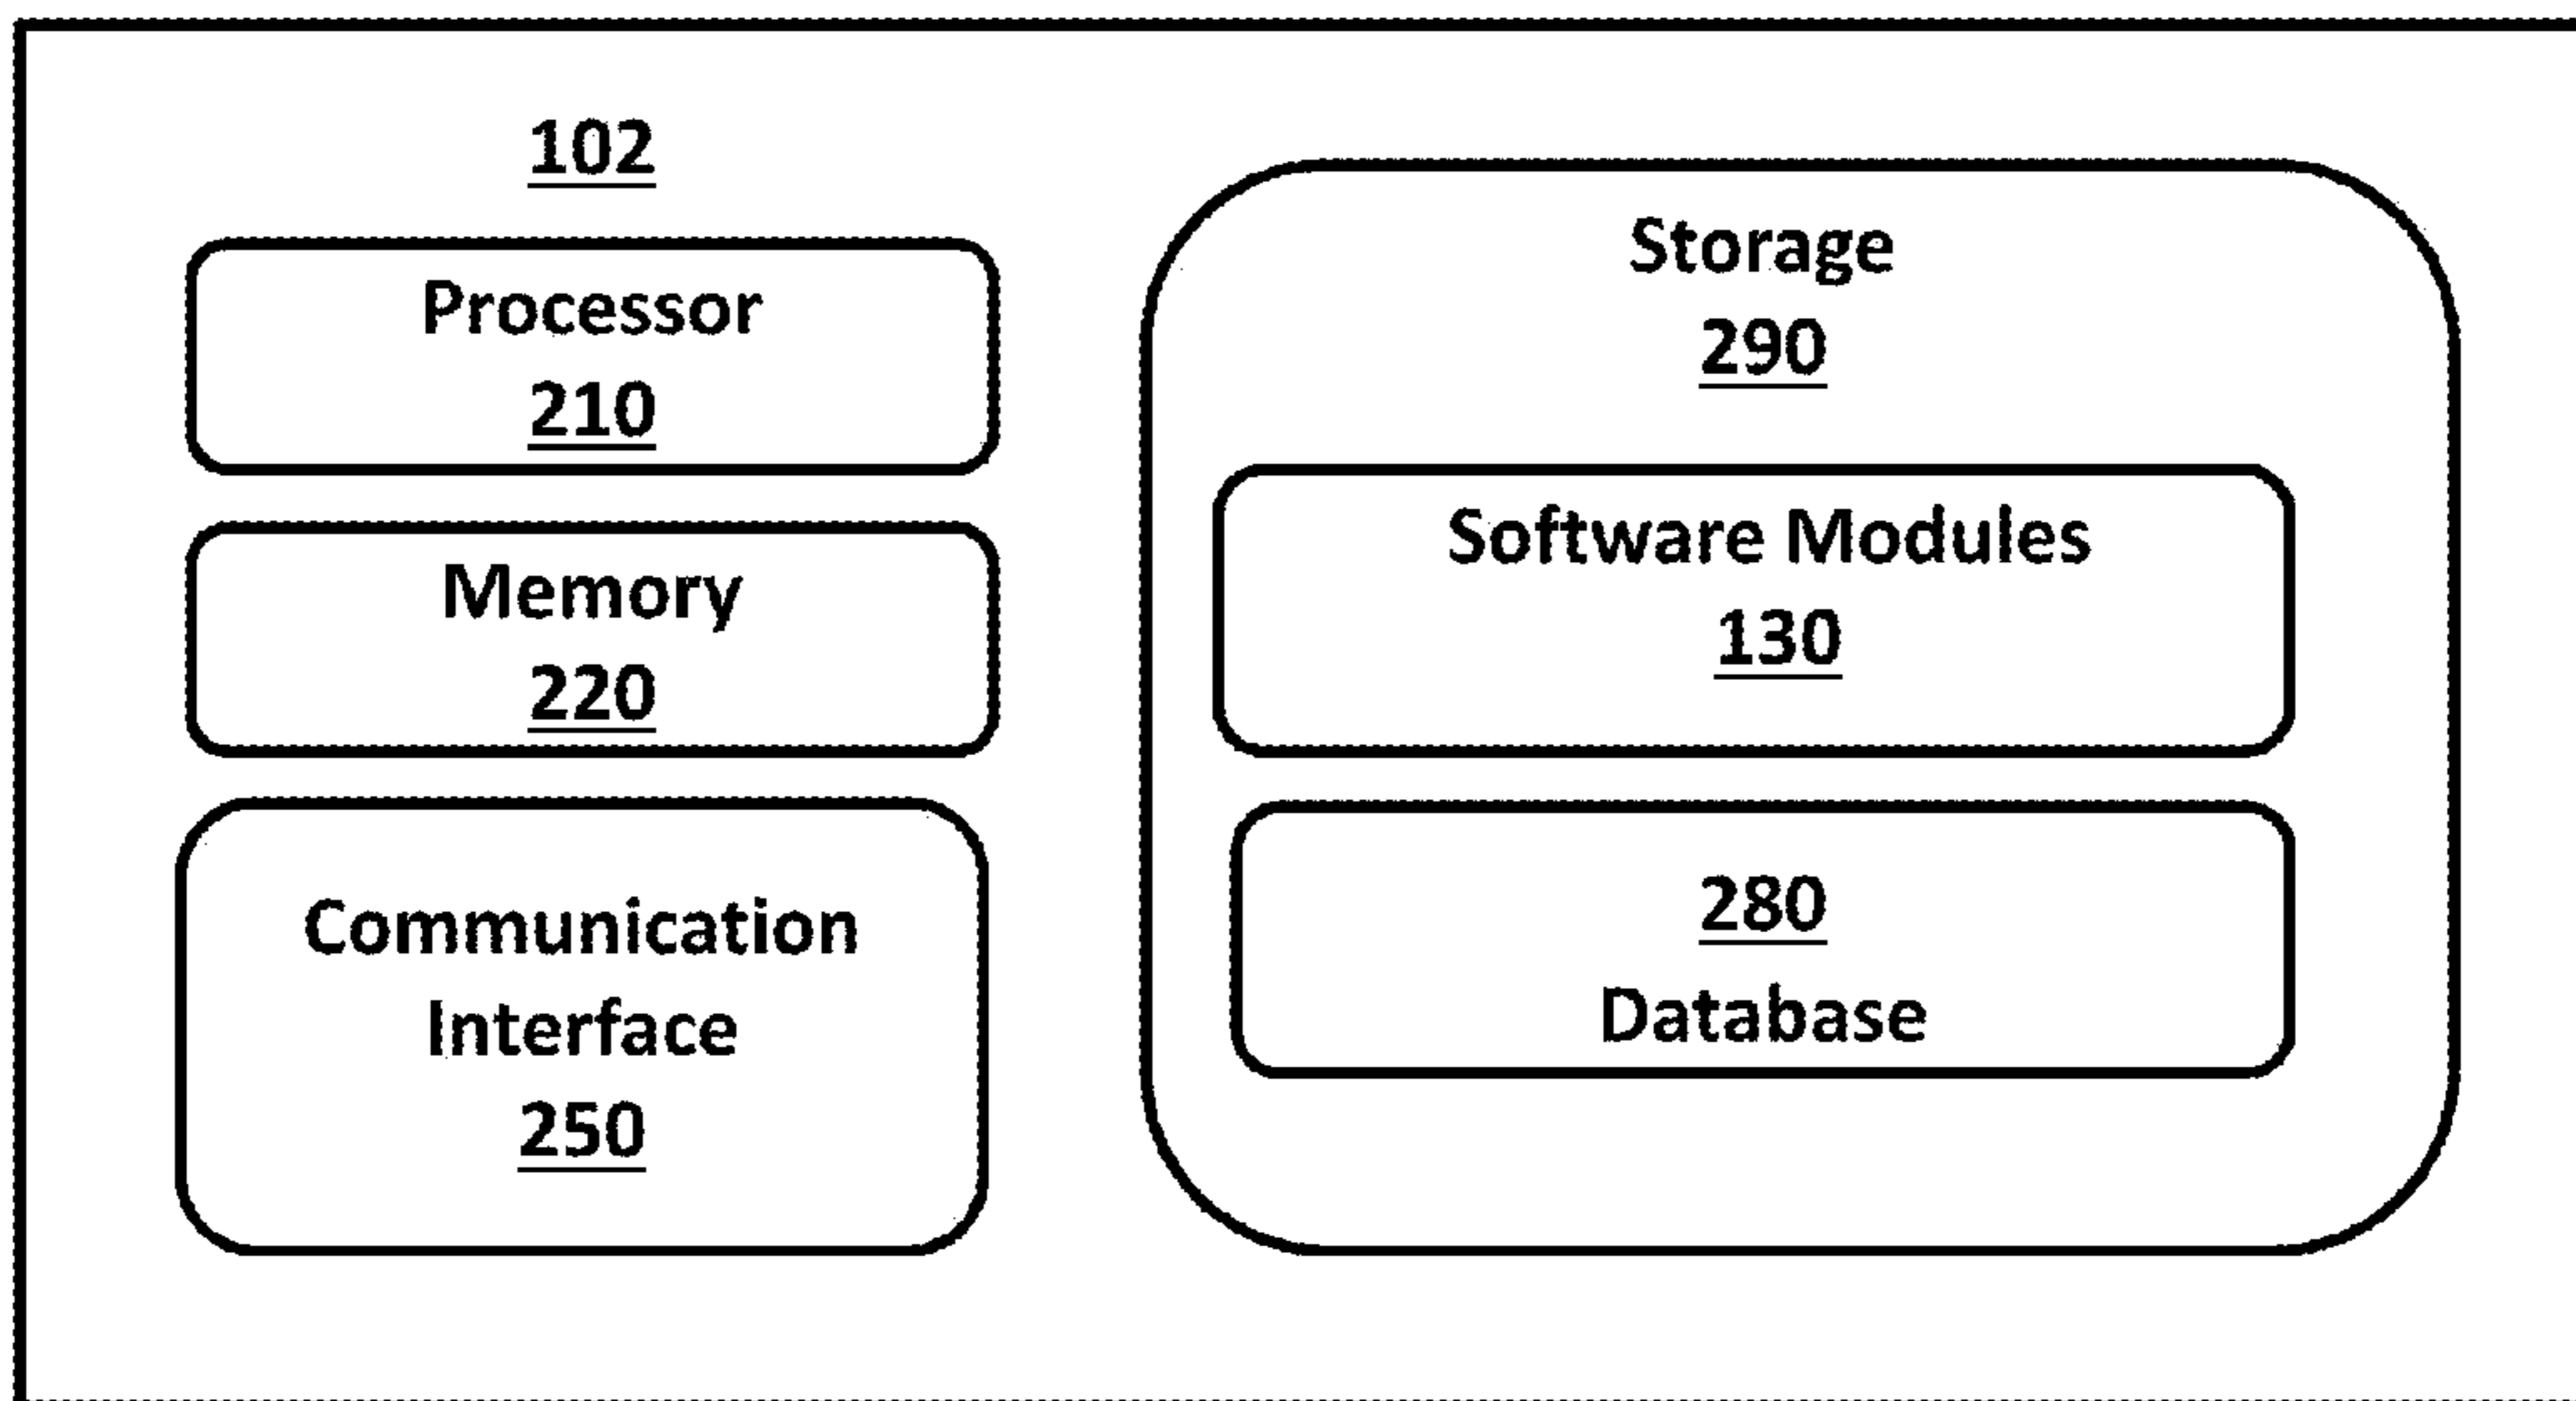 102
Processor
210
Memory
220
Communication
Interface
250
Storage
290
Software Modules
130
280
Database